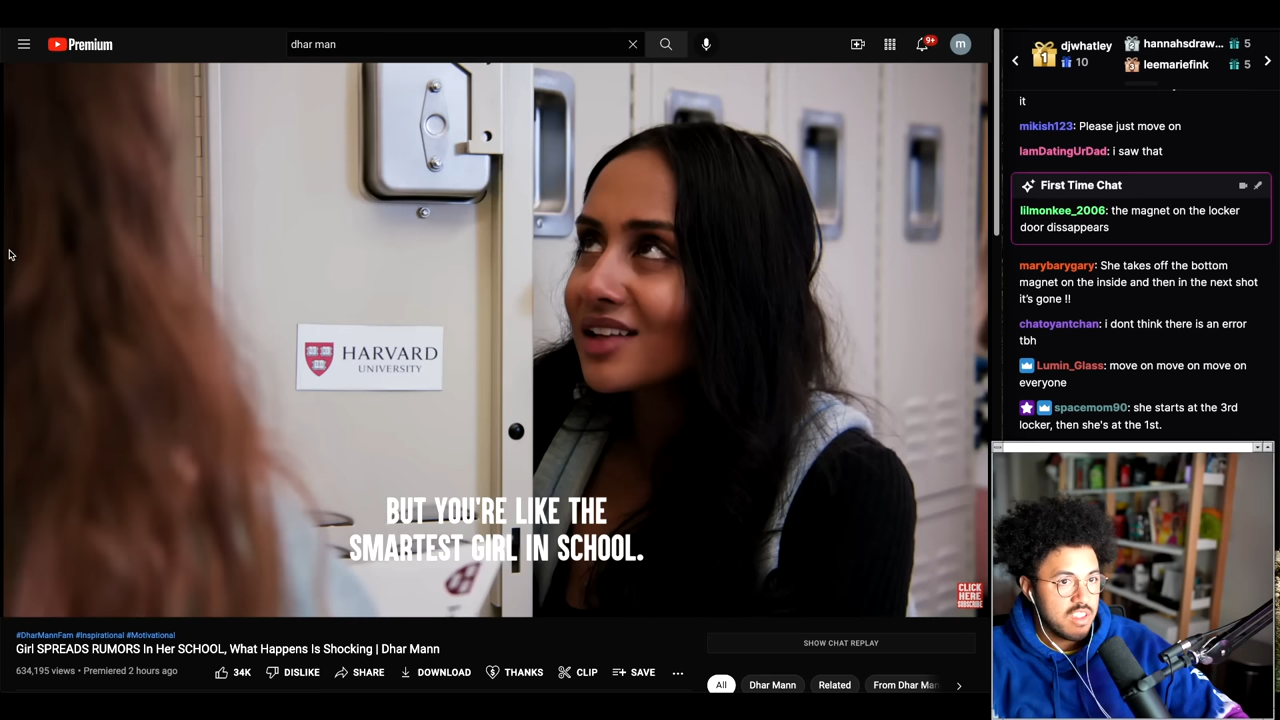 Premium
dhar man
9+
m
HARVARD
UNIVERSITY
BUT YOU'RE LIKE THE
SMARTEST GIRL IN SCHOOL.
CLICK
HERE
SUBSCRIBE
#DharMannFam #Inspirational #Motivational
Girl SPREADS RUMORS In Her SCHOOL, What Happens Is Shocking | Dhar Mann
634,195 views • Premiered 2 hours ago
34K
DISLIKE
SHARE
DOWNLOAD
THANKS
CLIP
SAVE
SHOW CHAT REPLAY
All
Dhar Mann
Related
From Dhar Man
1
djwhatley
10
2
hannahsdraw... 5
3
leemariefink 5
it
mikish123: Please just move on
IamDatingUrDad: i saw that
First Time Chat
lilmonkee_2006: the magnet on the locker
door dissappears
marybarygary: She takes off the bottom
magnet on the inside and then in the next shot
it's gone !!
chatoyantchan: i dont think there is an error
tbh
Lumin_Glass: move on move on move on
everyone
spacemom90: she starts at the 3rd
locker, then she's at the 1st.